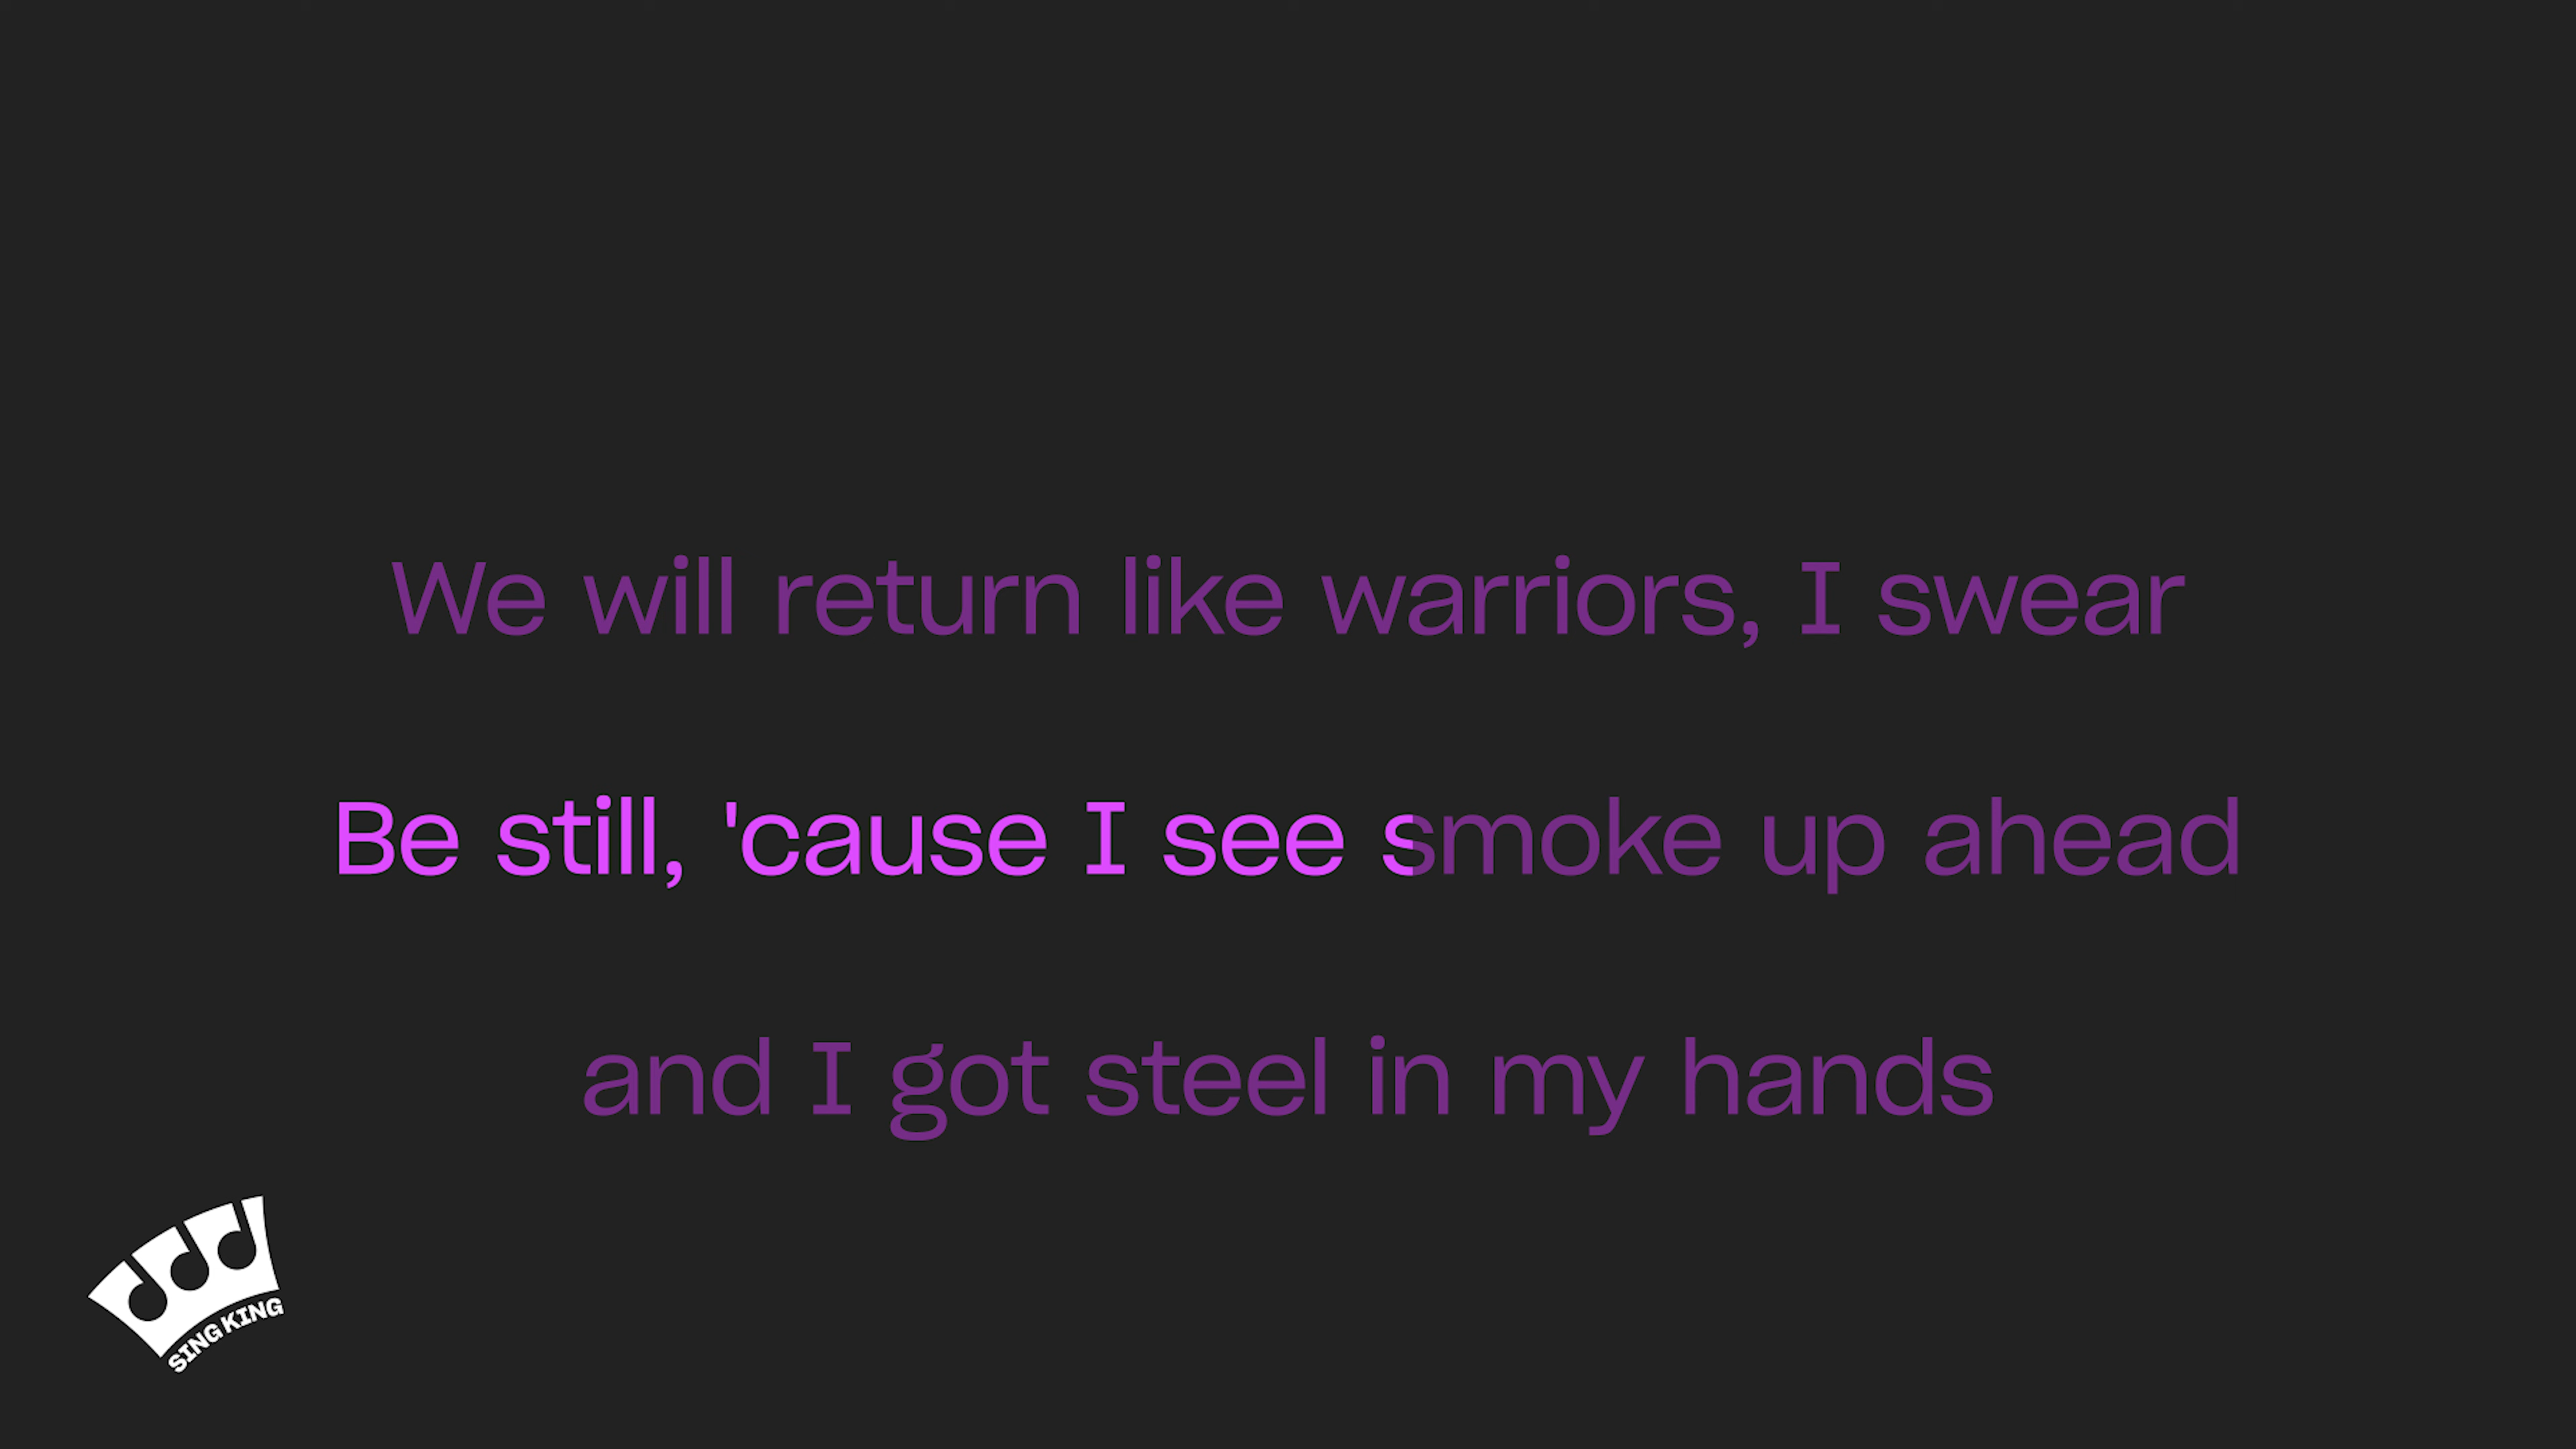 We will return like warriors, I swear
Be still, 'cause I see smoke up ahead
and I got steel in my hands
SING KING